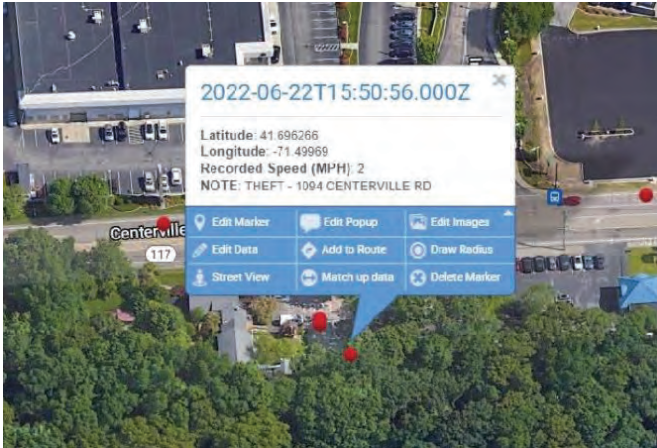 2022-06-22T15:50:56.000Z
×
Latitude: 41.696266
Longitude: -71.49969
Recorded Speed (MPH): 2
NOTE: THEFT - 1094 CENTERVILLE RD
Edit Marker Edit Popup Edit Images
Edit Data Add to Route Draw Radius
Street View Match up data Delete Marker
Centerville
117